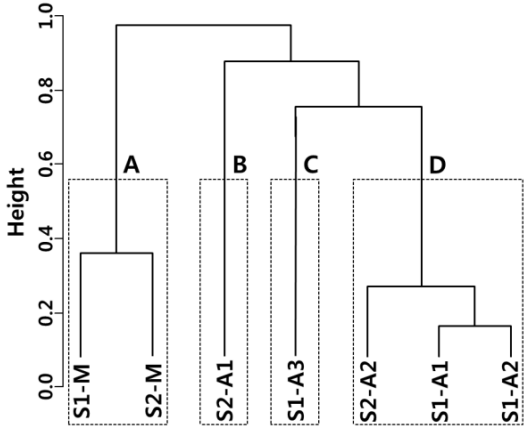 Height
1.0
0.8
0.6
0.4
0.2
0.0
A
B
C
D
S1-M
S2-M
S2-A1
S1-A3
S2-A2
S1-A1
S1-A2